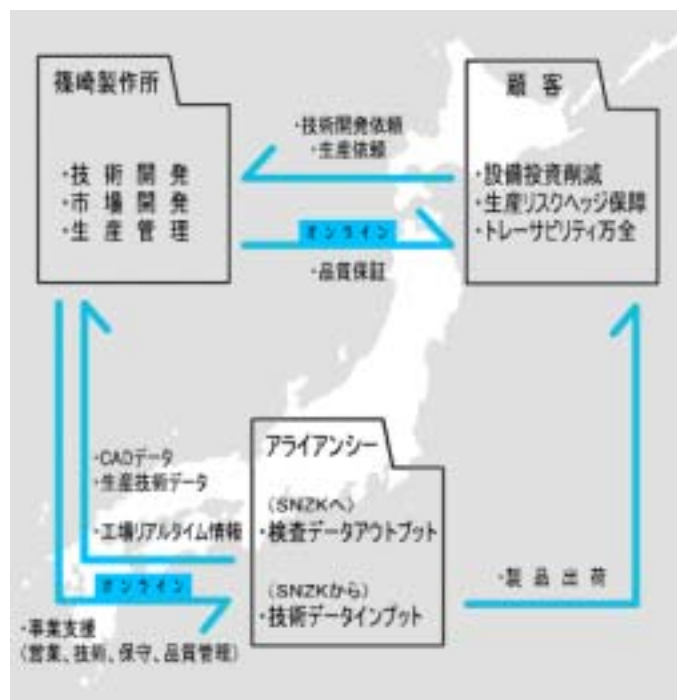 篠崎製作所
・技術開発
・市場開発
・生産管理
・技術開発依頼
・生産依頼
オンライン
・品質保証
顧客
・設備投資削減
・生産リスクヘッジ保障
・トレーサビリティ万全
・CADデータ
・生産技術データ
・工場リアルタイム情報
オンライン
・事業支援
(営業、技術、保守、品質管理)
アライアンシー
(SNZKへ)
・検査データアウトプット
(SNZKから)
・技術データインプット
・製品出荷